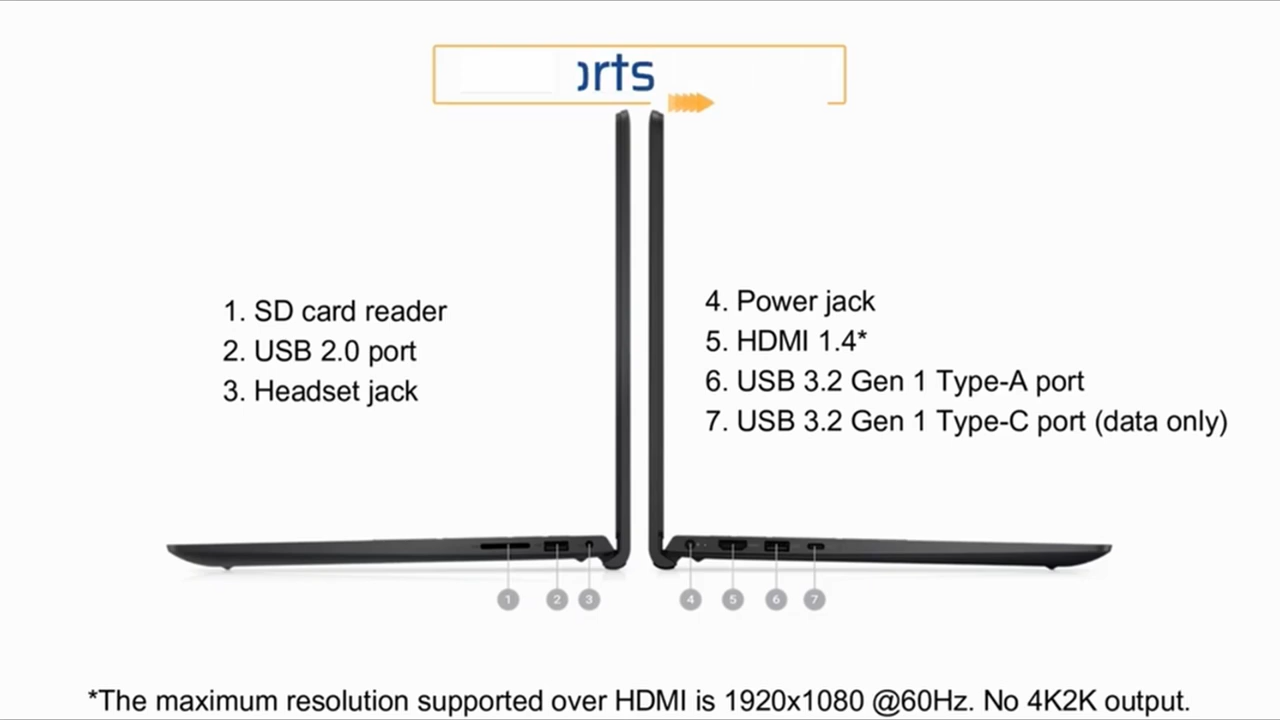 orts
1. SD card reader
2. USB 2.0 port
3. Headset jack
4. Power jack
5. HDMI 1.4*
6. USB 3.2 Gen 1 Type-A port
7. USB 3.2 Gen 1 Type-C port (data only)
1 2 3 4 5 6 7
*The maximum resolution supported over HDMI is 1920x1080 @60Hz. No 4K2K output.